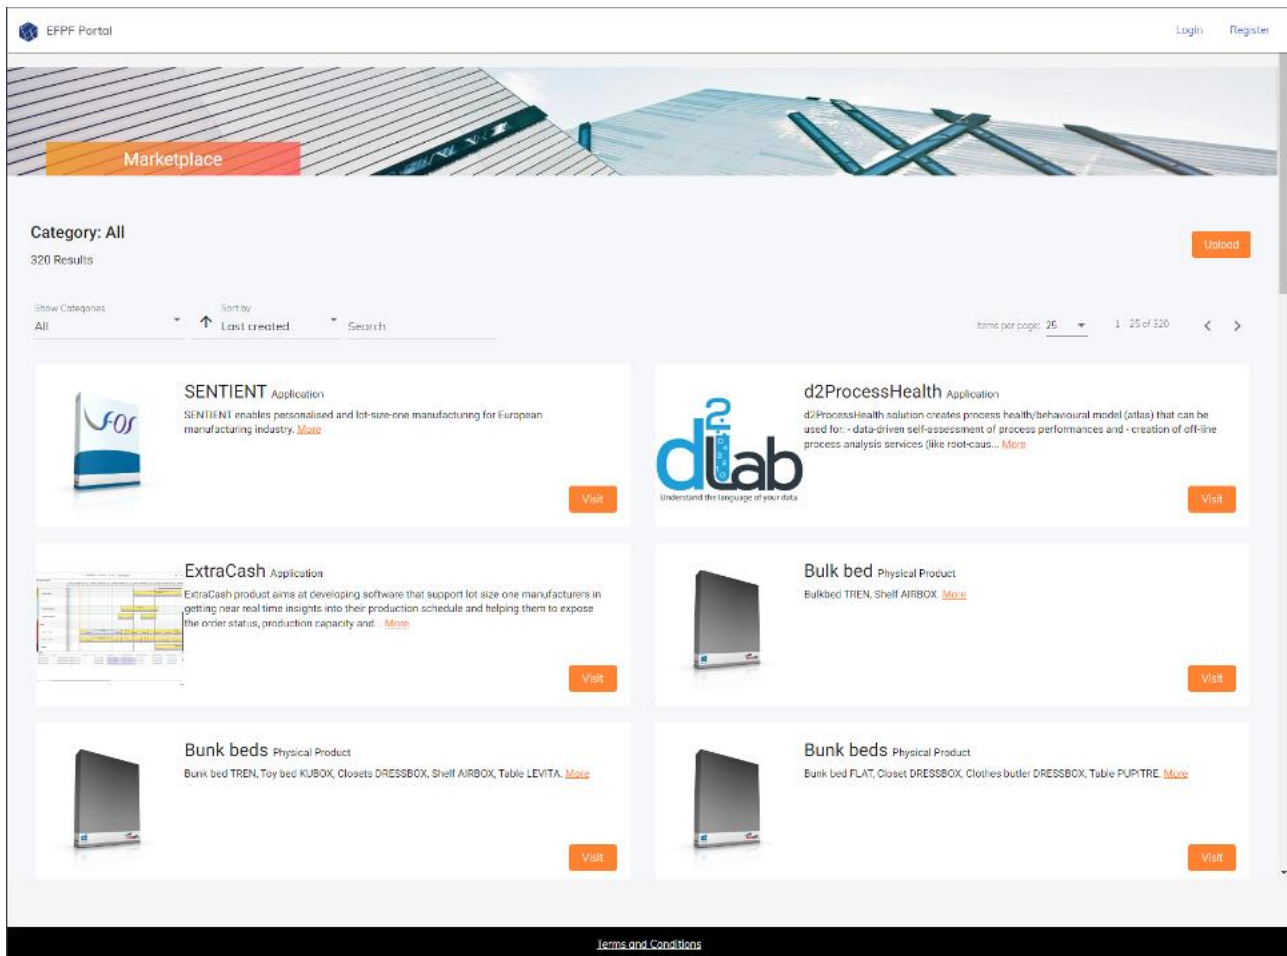 EFPF Portal
Login Register
Marketplace
Category: All
320 Results
Upload
Show Categories
All
Sort by
Last created
Search
Items per page: 25
1 - 25 of 320
SENTIENT Application
SENTIENT enables personalised and lot-size-one manufacturing for European
manufacturing industry. More
Visit
d2ProcessHealth Application
d2ProcessHealth solution creates process health/behavioural model (atlas) that can be
used for: - data-driven self-assessment of process performances and - creation of off-line
process analysis services (like root-caus... More
d2Lab
Understand the language of your data
Visit
ExtraCash Application
ExtraCash product aims at developing software that support lot size one manufacturers in
getting near real time insights into their production schedule and helping them to expose
the order status, production capacity and... More
Visit
Bulk bed Physical Product
Bulkbed TREN, Shelf AIRBOX. More
Visit
Bunk beds Physical Product
Bunk bed TREN, Toy bed KUBOX, Closets DRESSBOX, Shelf AIRBOX, Table LEVITA. More
Visit
Bunk beds Physical Product
Bunk bed FLAT, Closet DRESSBOX, Clothes butler DRESSBOX, Table PUPITRE. More
Visit
Terms and Conditions